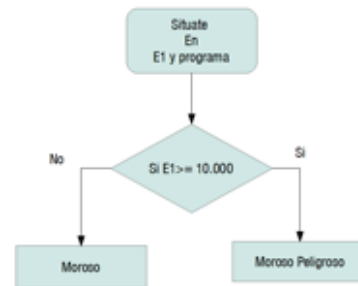 Situate
En
E1 y programa
No
Si
Si E1>= 10.000
Moroso
Moroso Peligroso